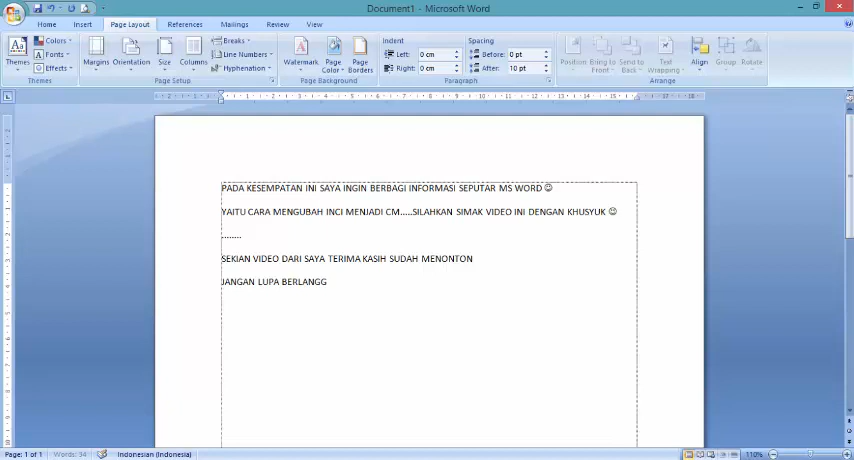 Document1 - Microsoft Word
Home Insert Page Layout References Mailings Review View
Themes Colors Fonts Effects Margins Orientation Size Columns Breaks Line Numbers Hyphenation Watermark Page Color Page Borders Indent Left: 0 cm Right: 0 cm Spacing Before: 0 pt After: 10 pt Position Bring to Front Send to Back Text Wrapping Align Group Rotate
Themes Page Setup Page Background Paragraph Arrange
PADA KESEMPATAN INI SAYA INGIN BERBAGI INFORMASI SEPUTAR MS WORD ☺
YAITU CARA MENGUBAH INCI MENJADI CM.....SILAHKAN SIMAK VIDEO INI DENGAN KHUSYUK ☺
........
SEKIAN VIDEO DARI SAYA TERIMA KASIH SUDAH MENONTON
JANGAN LUPA BERLANGG
Page: 1 of 1 Words: 34 Indonesian (Indonesia) 110%